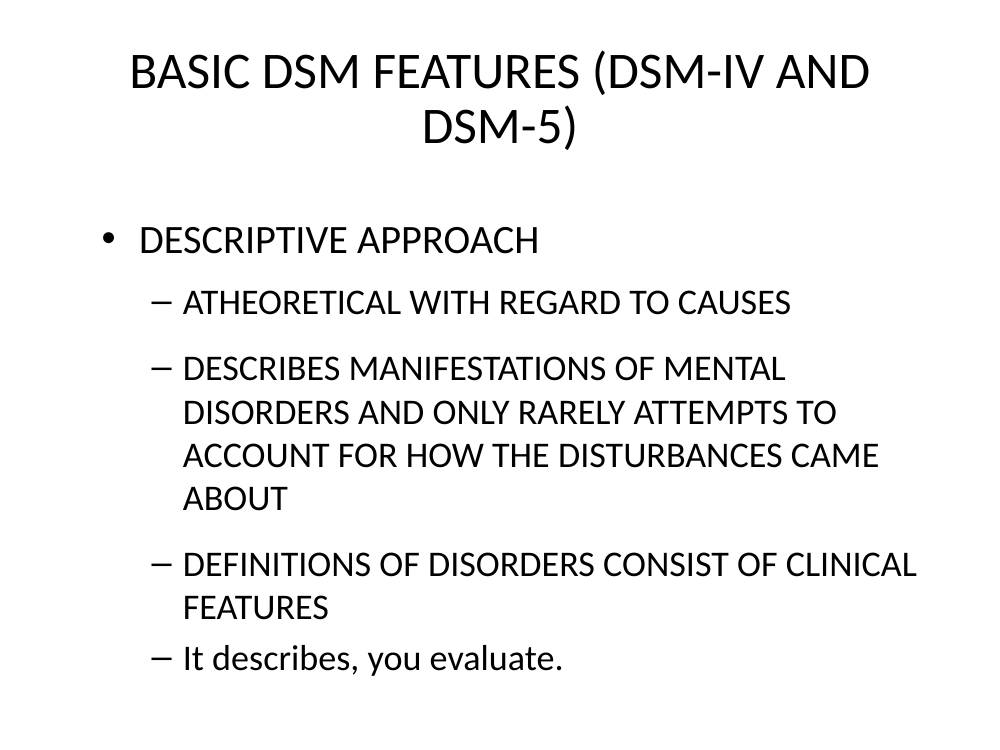 BASIC DSM FEATURES (DSM-IV AND
DSM-5)
• DESCRIPTIVE APPROACH
– ATHEORETICAL WITH REGARD TO CAUSES
– DESCRIBES MANIFESTATIONS OF MENTAL
DISORDERS AND ONLY RARELY ATTEMPTS TO
ACCOUNT FOR HOW THE DISTURBANCES CAME
ABOUT
– DEFINITIONS OF DISORDERS CONSIST OF CLINICAL
FEATURES
– It describes, you evaluate.